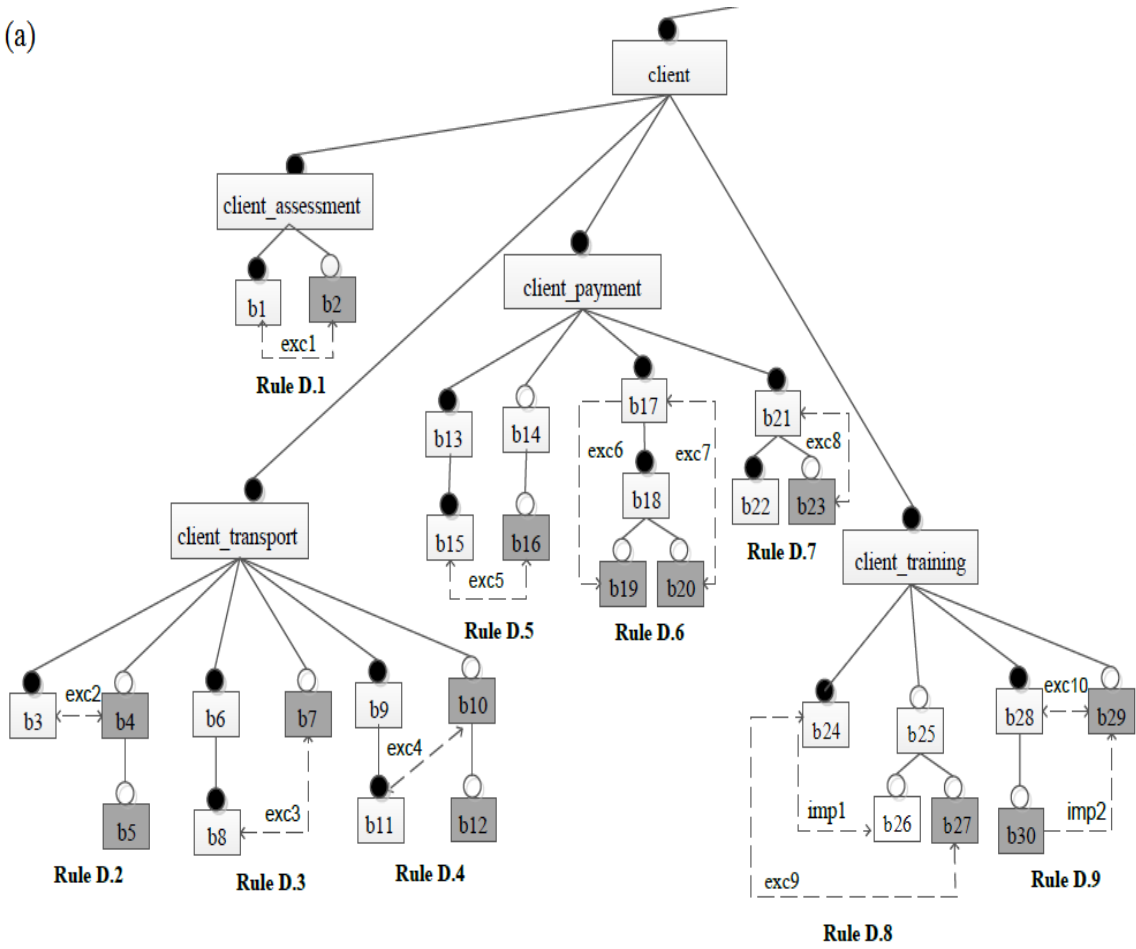 (a)
client
client_assessment
b1
b2
exc1
Rule D.1
client_payment
b13
b14
b17
b21
exc6
exc7
exc8
b18
b22
b23
Rule D.7
b15
b16
exc5
Rule D.5
b19
b20
Rule D.6
client_transport
client_training
b3
exc2
b4
b6
b7
b9
b10
exc4
b5
b8
exc3
b11
b12
Rule D.2
Rule D.3
Rule D.4
b24
b25
b28
exc10
b29
imp1
b26
b27
b30
imp2
exc9
Rule D.9
Rule D.8